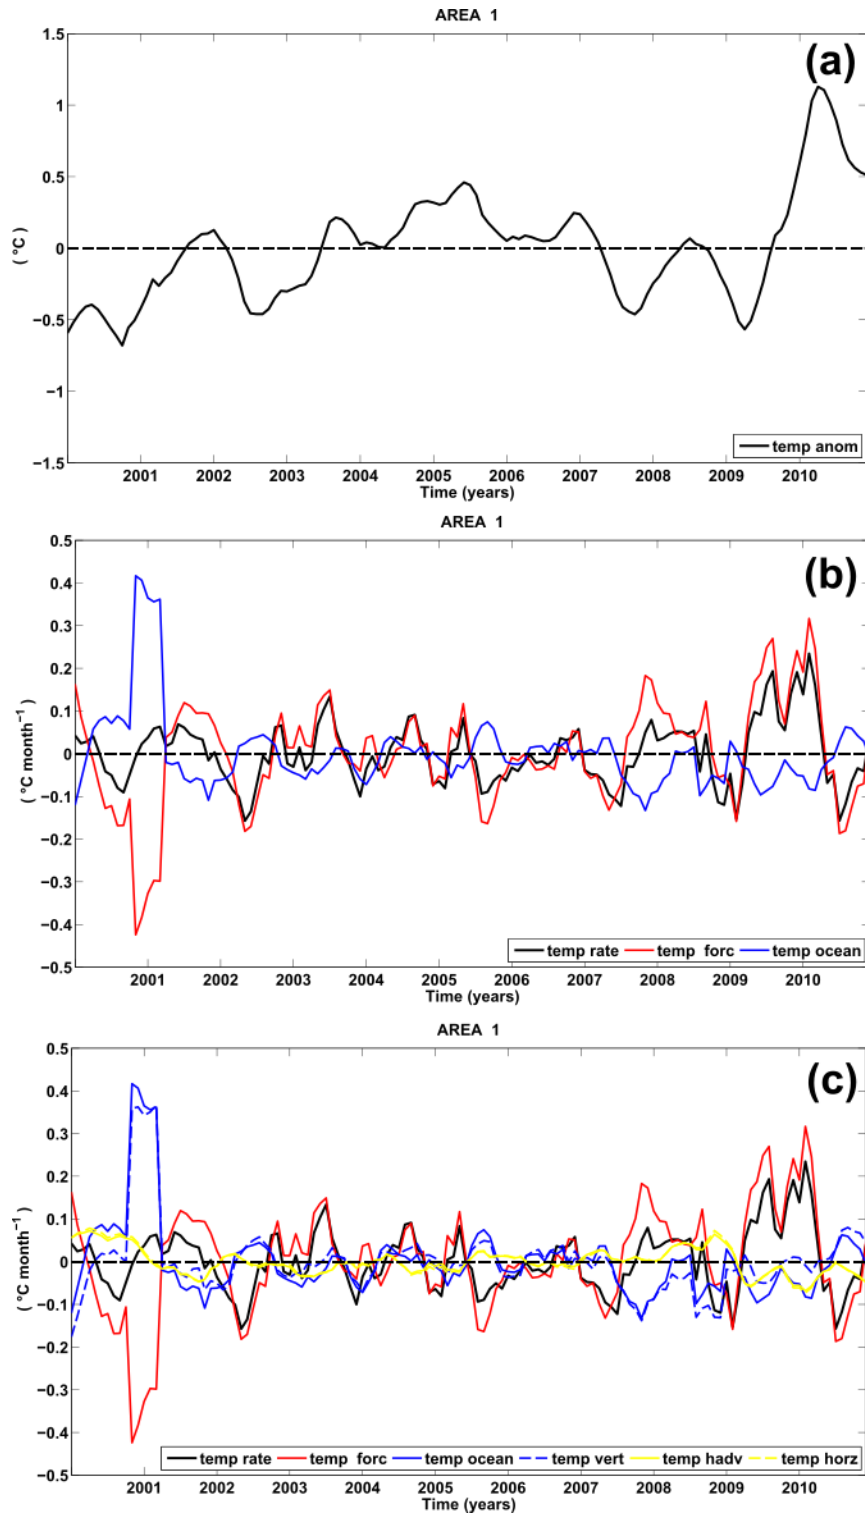 AREA 1
(a)
1.5
1
0.5
0
−0.5
−1
−1.5
( °C )
2001 2002 2003 2004 2005 2006 2007 2008 2009 2010
Time (years)
temp anom
AREA 1
(b)
0.5
0.4
0.3
0.2
0.1
0
−0.1
−0.2
−0.3
−0.4
−0.5
( °C month⁻¹ )
temp rate temp forc temp ocean
2001 2002 2003 2004 2005 2006 2007 2008 2009 2010
Time (years)
AREA 1
(c)
0.5
0.4
0.3
0.2
0.1
0
−0.1
−0.2
−0.3
−0.4
−0.5
( °C month⁻¹ )
temp rate temp forc temp ocean temp vert temp hadv temp horz
2001 2002 2003 2004 2005 2006 2007 2008 2009 2010
Time (years)